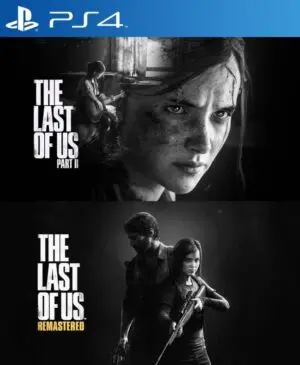 PS4
THE
LAST
OF US
PART II
THE
LAST
OF US
REMASTERED